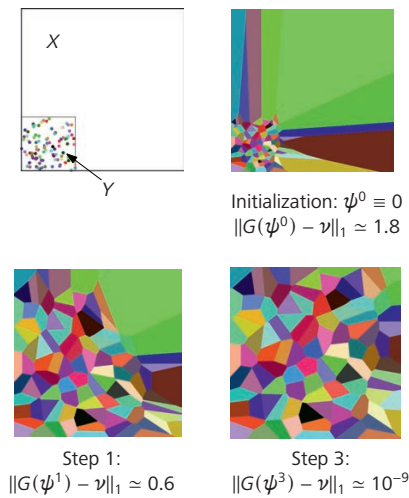 X
Y
Initialization: ψ⁰ ≡ 0
||G(ψ⁰) – ν||₁ ≃ 1.8
Step 1:
||G(ψ¹) – ν||₁ ≃ 0.6
Step 3:
||G(ψ³) – ν||₁ ≃ 10⁻⁹